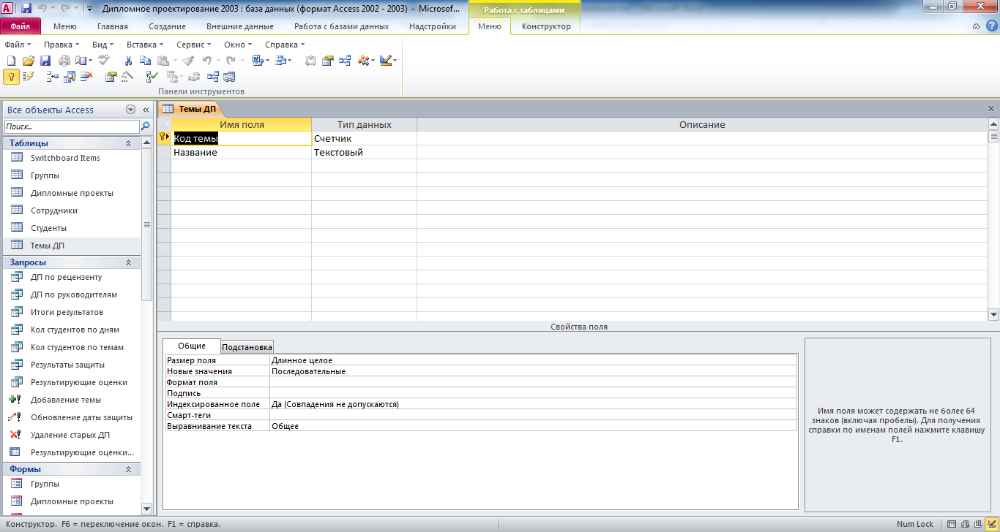 Дипломное проектирование 2003 : база данных (формат Access 2002 - 2003) - Microsof...
Работа с таблицами
Файл Меню Главная Создание Внешние данные Работа с базами данных Надстройки Меню Конструктор
Файл Правка Вид Вставка Сервис Окно Справка
Панели инструментов
Все объекты Access
Поиск...
Таблицы
Switchboard Items
Группы
Дипломные проекты
Сотрудники
Студенты
Темы ДП
Запросы
ДП по рецензенту
ДП по руководителям
Итоги результатов
Кол студентов по дням
Кол студентов по темам
Результаты защиты
Результирующие оценки
Добавление темы
Обновление даты защиты
Удаление старых ДП
Результирующие оценки...
Формы
Группы
Дипломные проекты
Темы ДП
Имя поля Тип данных Описание
Код темы Счетчик
Название Текстовый
Свойства поля
Общие Подстановка
Размер поля Длинное целое
Новые значения Последовательные
Формат поля
Подпись
Индексированное поле Да (Совпадения не допускаются)
Смарт-теги
Выравнивание текста Общее
Имя поля может содержать не более 64
знаков (включая пробелы). Для получения
справки по именам полей нажмите клавишу
F1.
Конструктор. F6 = переключение окон. F1 = справка.
Num Lock